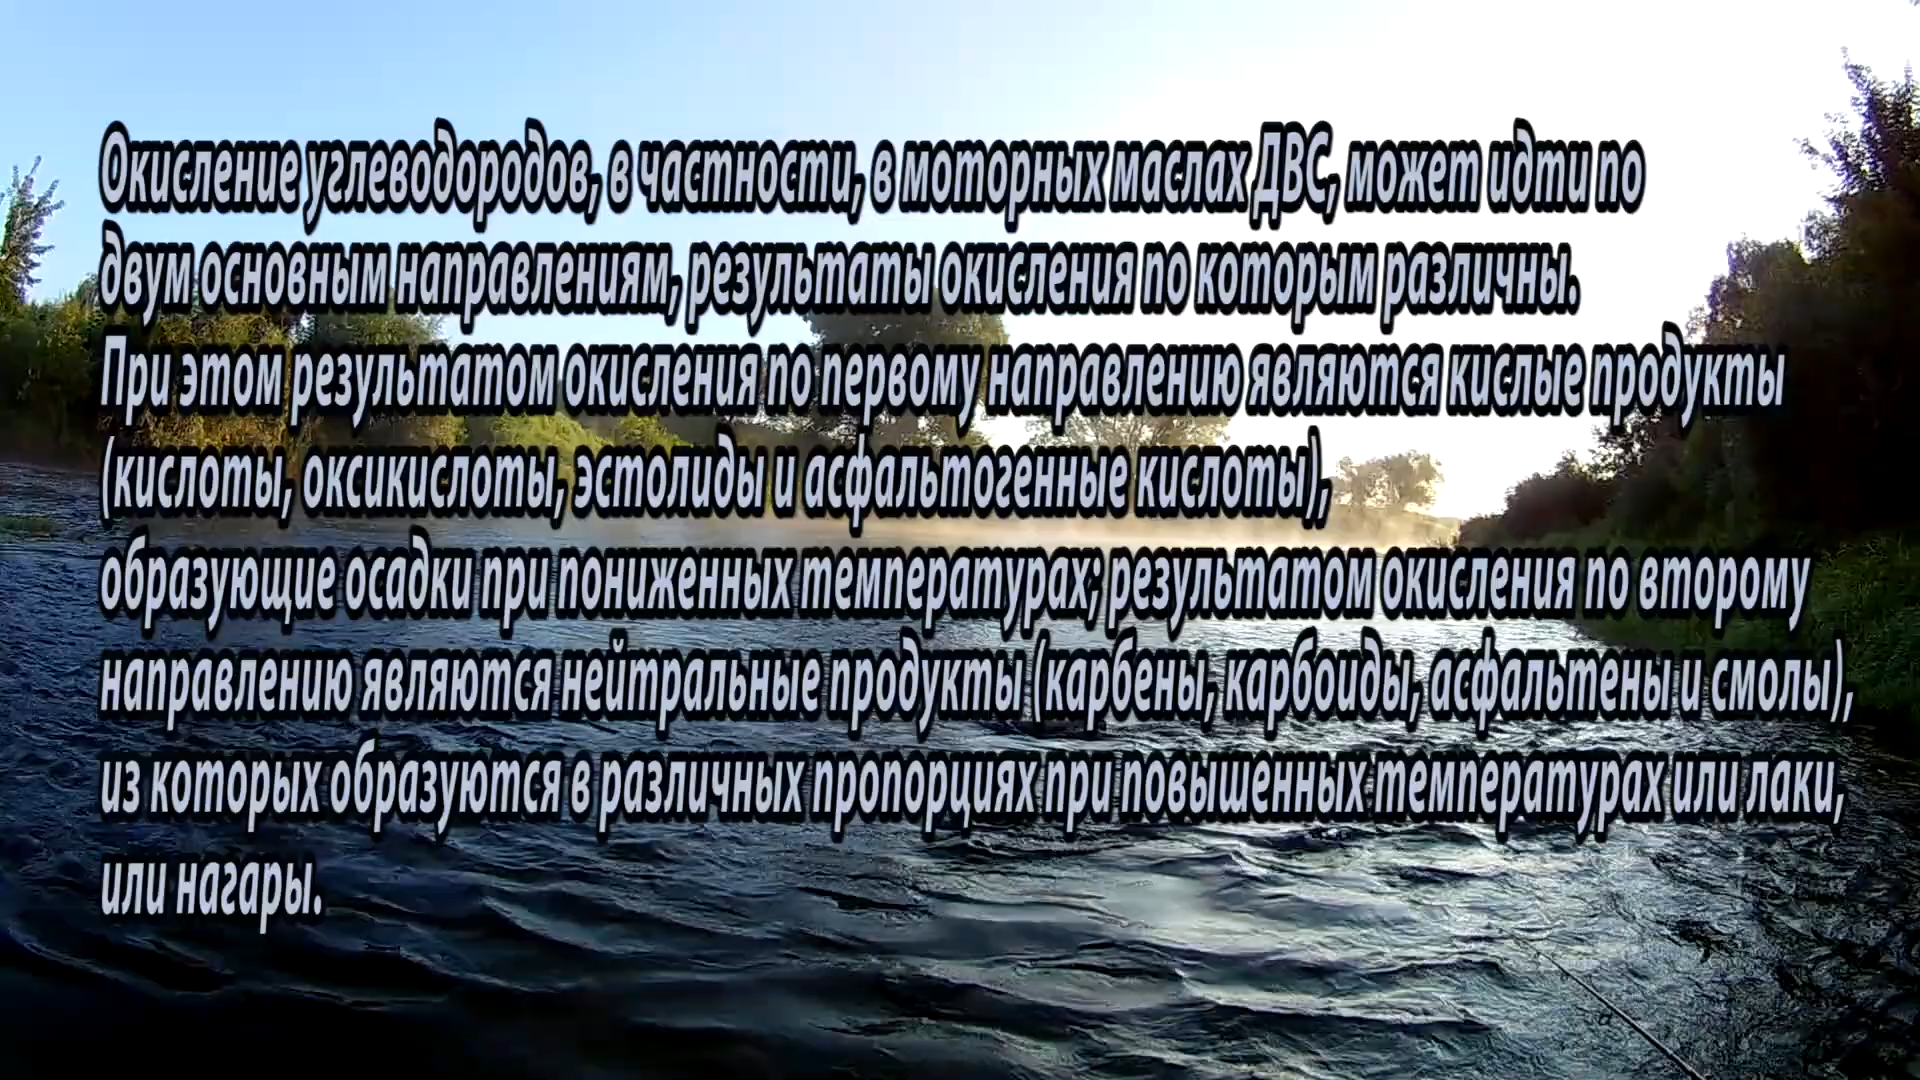 Окисление углеводородов, в частности, в моторных маслах ДВС, может идти по
двум основным направлениям, результаты окисления по которым различны.
При этом результатом окисления по первому направлению являются кислые продукты
(кислоты, оксикислоты, эстолиды и асфальтогенные кислоты),
образующие осадки при пониженных температурах; результатом окисления по второму
направлению являются нейтральные продукты (карбены, карбоиды, асфальтены и смолы),
из которых образуются в различных пропорциях при повышенных температурах или лаки,
или нагары.